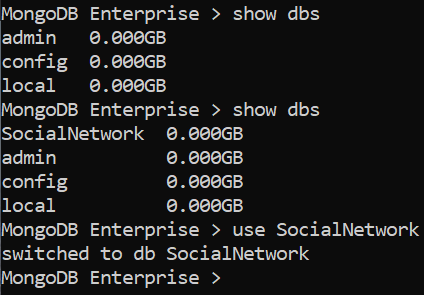 MongoDB Enterprise > show dbs
admin   0.000GB
config  0.000GB
local   0.000GB
MongoDB Enterprise > show dbs
SocialNetwork  0.000GB
admin          0.000GB
config         0.000GB
local          0.000GB
MongoDB Enterprise > use SocialNetwork
switched to db SocialNetwork
MongoDB Enterprise >